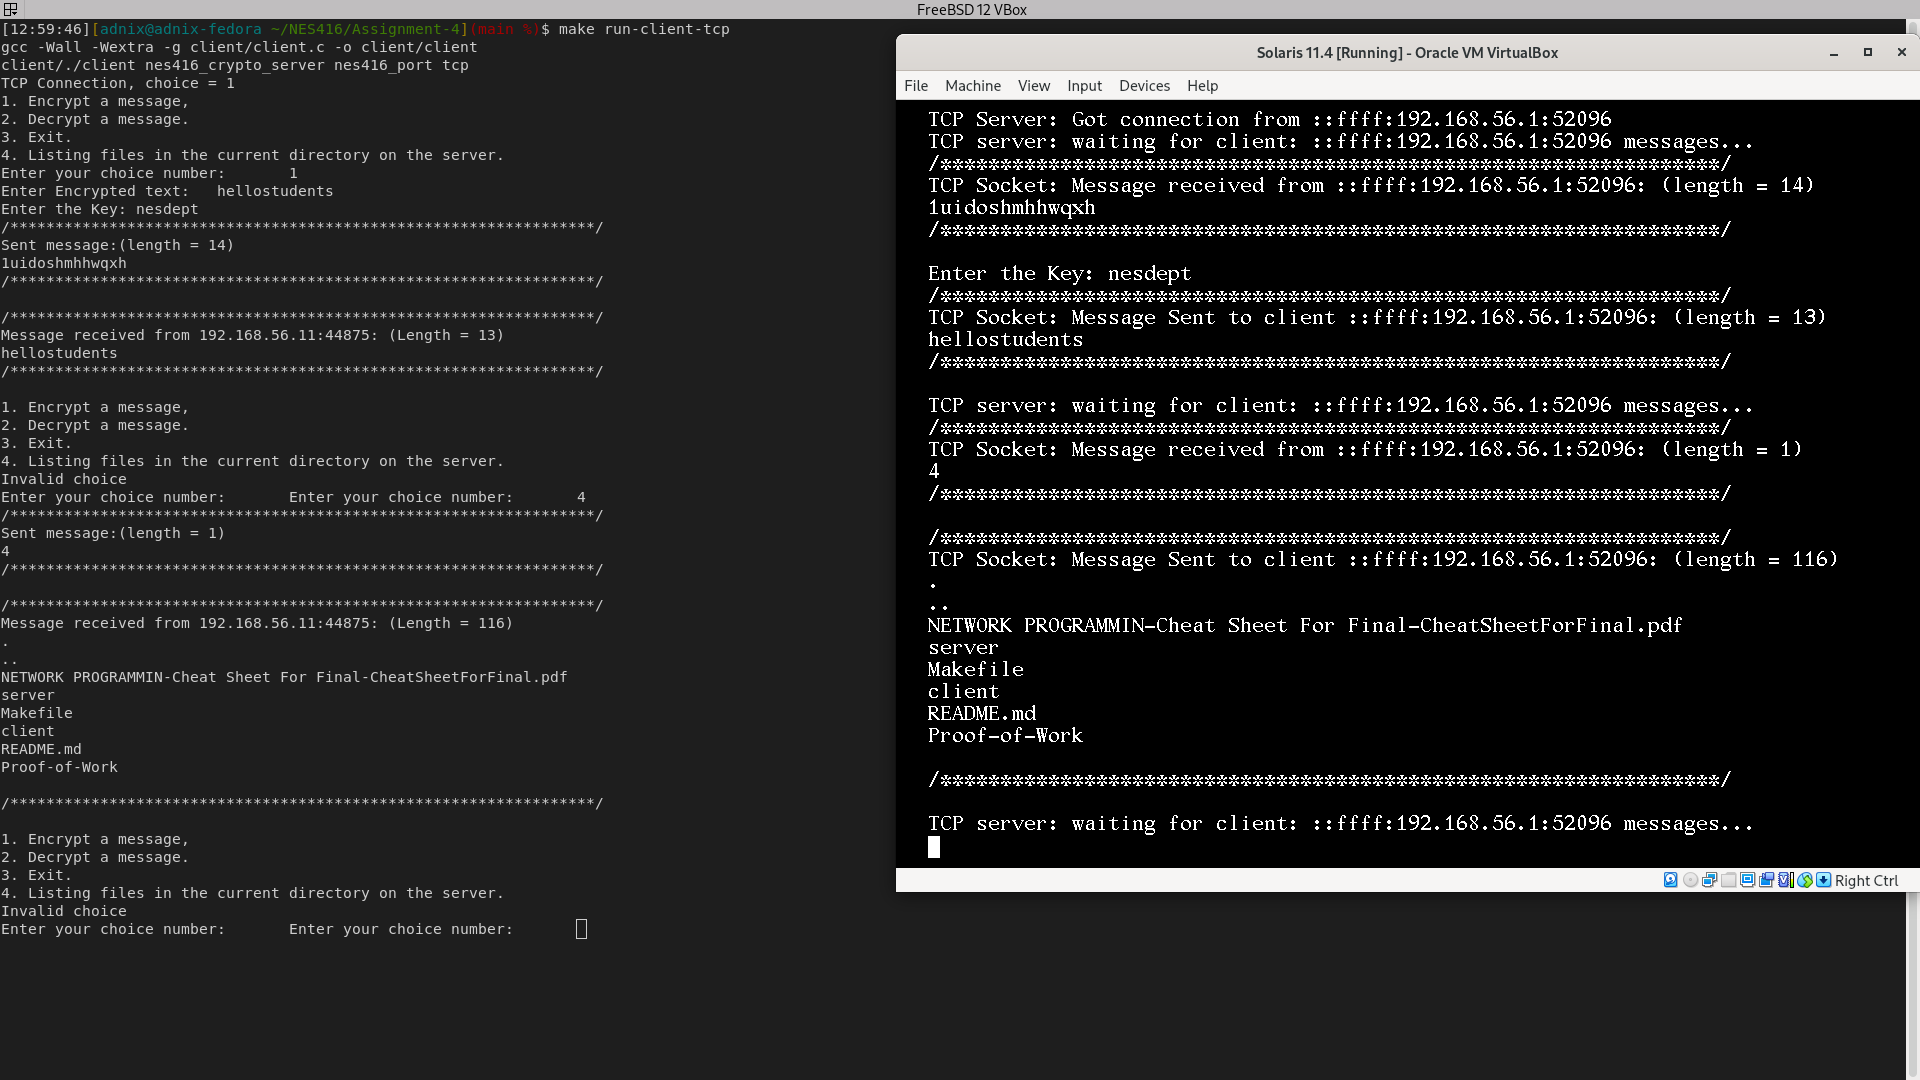 FreeBSD 12 VBox
[12:59:46][adnix@adnix-fedora ~/NES416/Assignment-4](main %)$ make run-client-tcp
gcc -Wall -Wextra -g client/client.c -o client/client
client/./client nes416_crypto_server nes416_port tcp
TCP Connection, choice = 1
1. Encrypt a message,
2. Decrypt a message.
3. Exit.
4. Listing files in the current directory on the server.
Enter your choice number:       1
Enter Encrypted text:   hellostudents
Enter the Key: nesdept
/*****************************************************************/
Sent message:(length = 14)
1uidoshmhhwqxh
/*****************************************************************/
/*****************************************************************/
Message received from 192.168.56.11:44875: (Length = 13)
hellostudents
/*****************************************************************/
1. Encrypt a message,
2. Decrypt a message.
3. Exit.
4. Listing files in the current directory on the server.
Invalid choice
Enter your choice number:       Enter your choice number:       4
/*****************************************************************/
Sent message:(length = 1)
4
/*****************************************************************/
/*****************************************************************/
Message received from 192.168.56.11:44875: (Length = 116)
.
..
NETWORK PROGRAMMIN-Cheat Sheet For Final-CheatSheetForFinal.pdf
server
Makefile
client
README.md
Proof-of-Work
/*****************************************************************/
1. Encrypt a message,
2. Decrypt a message.
3. Exit.
4. Listing files in the current directory on the server.
Invalid choice
Enter your choice number:       Enter your choice number:
Solaris 11.4 [Running] - Oracle VM VirtualBox
File Machine View Input Devices Help
TCP Server: Got connection from ::ffff:192.168.56.1:52096
TCP server: waiting for client: ::ffff:192.168.56.1:52096 messages...
/*****************************************************************/
TCP Socket: Message received from ::ffff:192.168.56.1:52096: (length = 14)
1uidoshmhhwqxh
/*****************************************************************/
Enter the Key: nesdept
/*****************************************************************/
TCP Socket: Message Sent to client ::ffff:192.168.56.1:52096: (length = 13)
hellostudents
/*****************************************************************/
TCP server: waiting for client: ::ffff:192.168.56.1:52096 messages...
/*****************************************************************/
TCP Socket: Message received from ::ffff:192.168.56.1:52096: (length = 1)
4
/*****************************************************************/
/*****************************************************************/
TCP Socket: Message Sent to client ::ffff:192.168.56.1:52096: (length = 116)
.
..
NETWORK PROGRAMMIN-Cheat Sheet For Final-CheatSheetForFinal.pdf
server
Makefile
client
README.md
Proof-of-Work
/*****************************************************************/
TCP server: waiting for client: ::ffff:192.168.56.1:52096 messages...
Right Ctrl